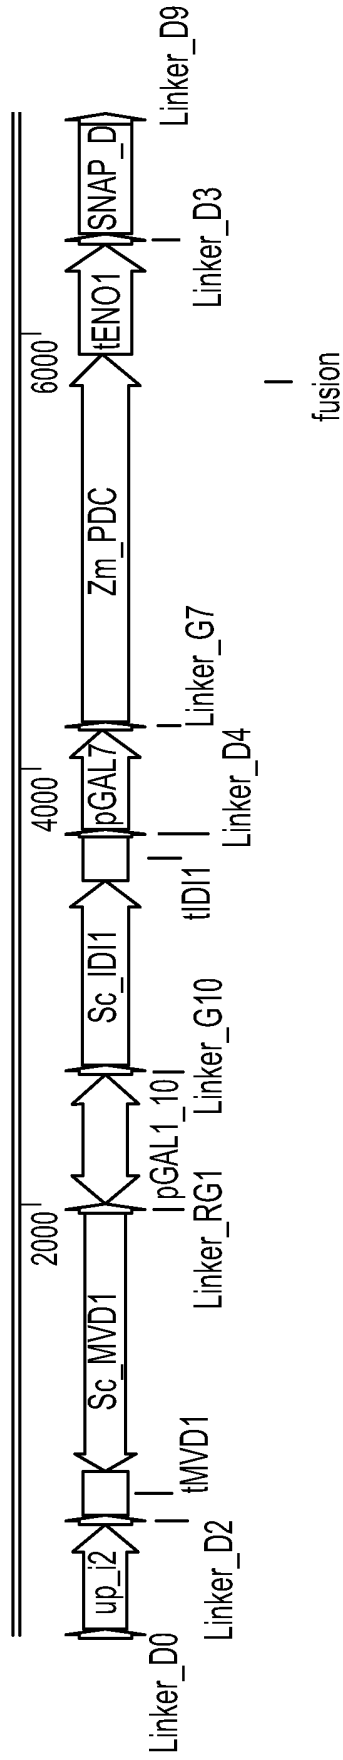 2000
4000
6000
up_i2
Sc_MVD1
Sc_IDI1
pGAL7
Zm_PDC
tENO1
SNAP_D
Linker_D0
Linker_D2
tMVD1
Linker_RG1
pGAL1_10
Linker_G10
tIDI1
Linker_D4
Linker_G7
fusion
Linker_D3
Linker_D9